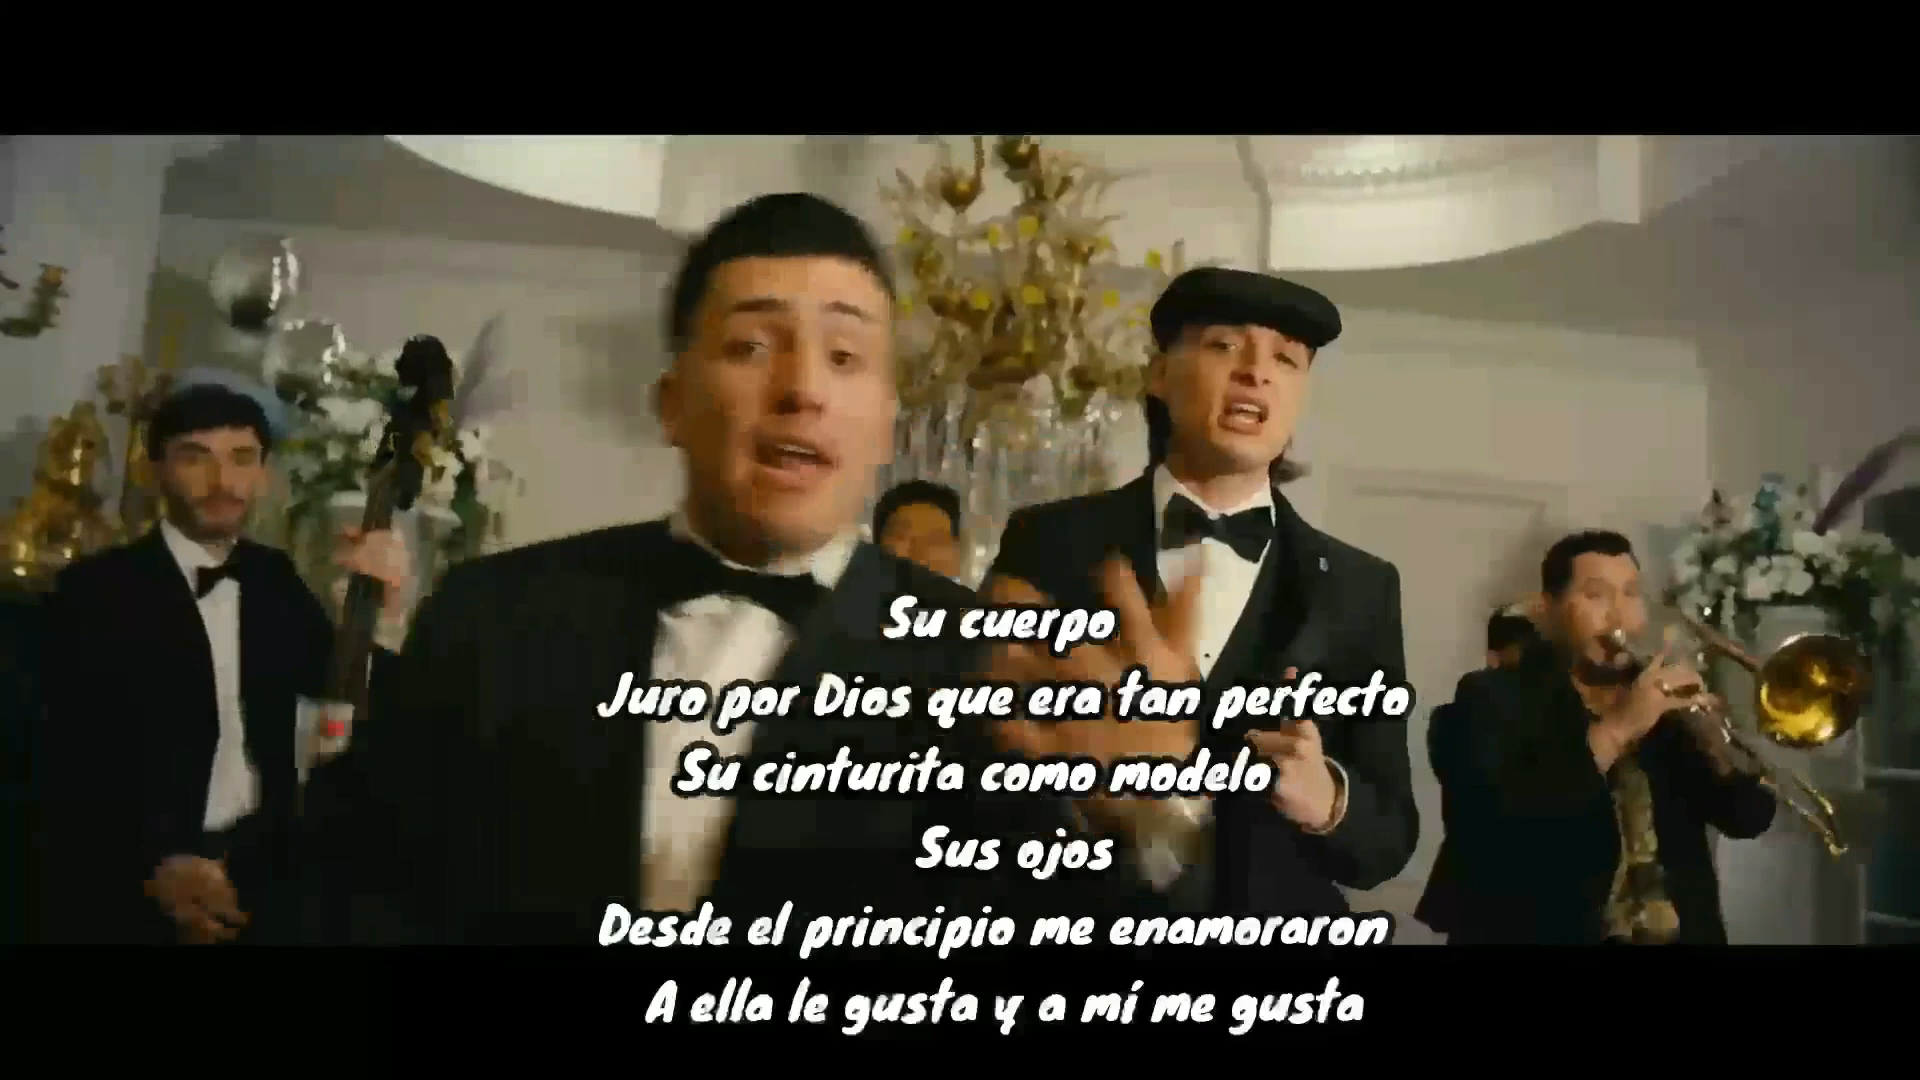 Su cuerpo
Juro por Dios que era tan perfecto
Su cinturita como modelo
Sus ojos
Desde el principio me enamoraron
A ella le gusta y a mí me gusta